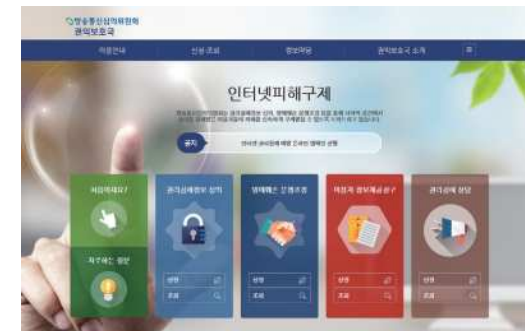 방송통신심의위원회
권익보호국
이용안내 신청·조회 정보마당 권익보호국 소개
인터넷피해구제
공지
처음이세요?
자주하는 질문
권리침해정보 심의
신청
조회
명예훼손 분쟁조정
신청
조회
이용자 정보제공청구
신청
조회
권리침해 상담
신청
조회